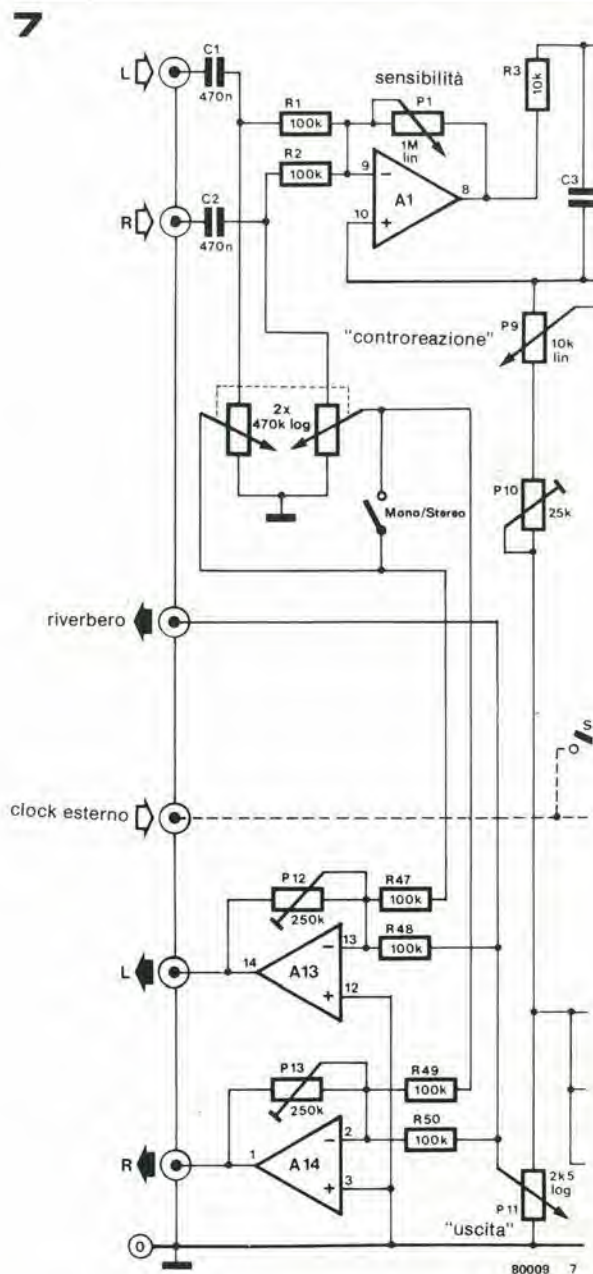 7
C1
L
470n
sensibilità
R1
100k
P1
1M
lin
R3
10k
R2
100k
9
-
A1
8
C3
C2
R
470n
10
+
"controreazione"
P9
10k
lin
2x
470k log
Mono/Stereo
P10
25k
riverbero
S
clock esterno
P12
250k
R47
100k
13
-
R48
100k
L
14
A13
12
+
P13
250k
R49
100k
2
-
R50
100k
R
1
A14
3
+
2k5
log
P11
"uscita"
0
80009 7